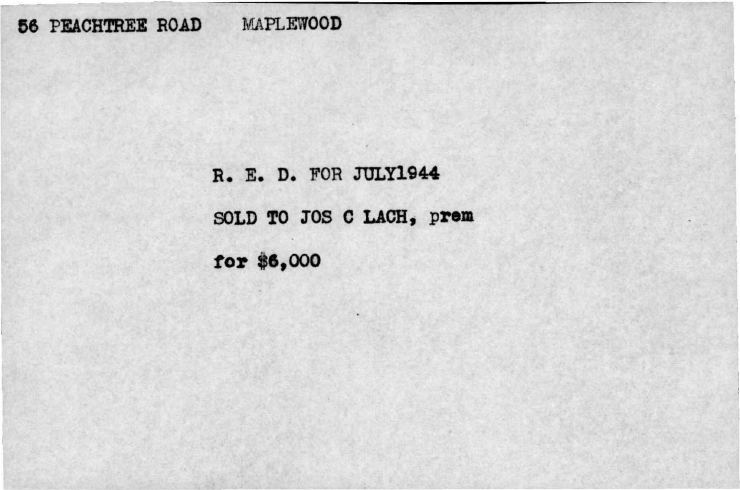 56 PEACHTREE ROAD MAPLEWOOD
R. E. D. FOR JULY1944
SOLD TO JOS C LACH, prem
for $6,000